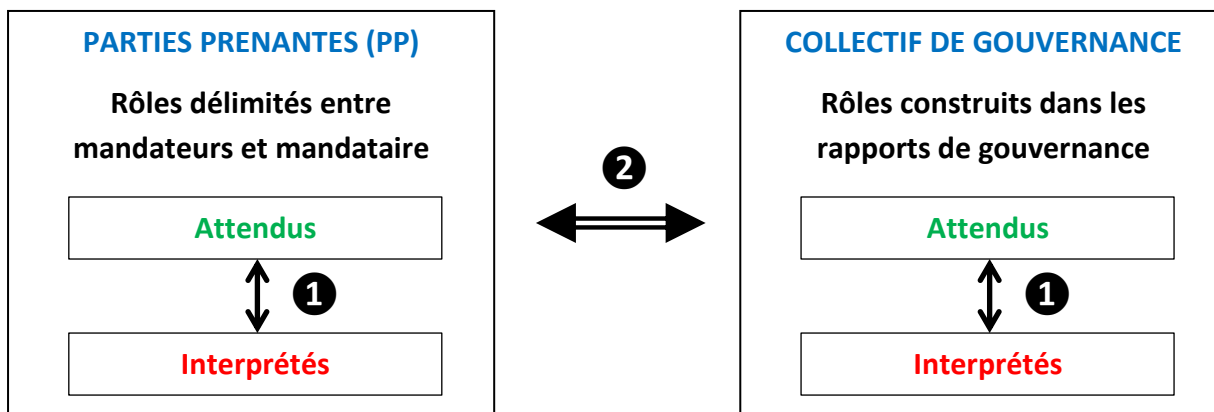 PARTIES PRENANTES (PP)
Rôles délimités entre
mandateurs et mandataire
Attendus
❶
Interprétés
❷
COLLECTIF DE GOUVERNANCE
Rôles construits dans les
rapports de gouvernance
Attendus
❶
Interprétés